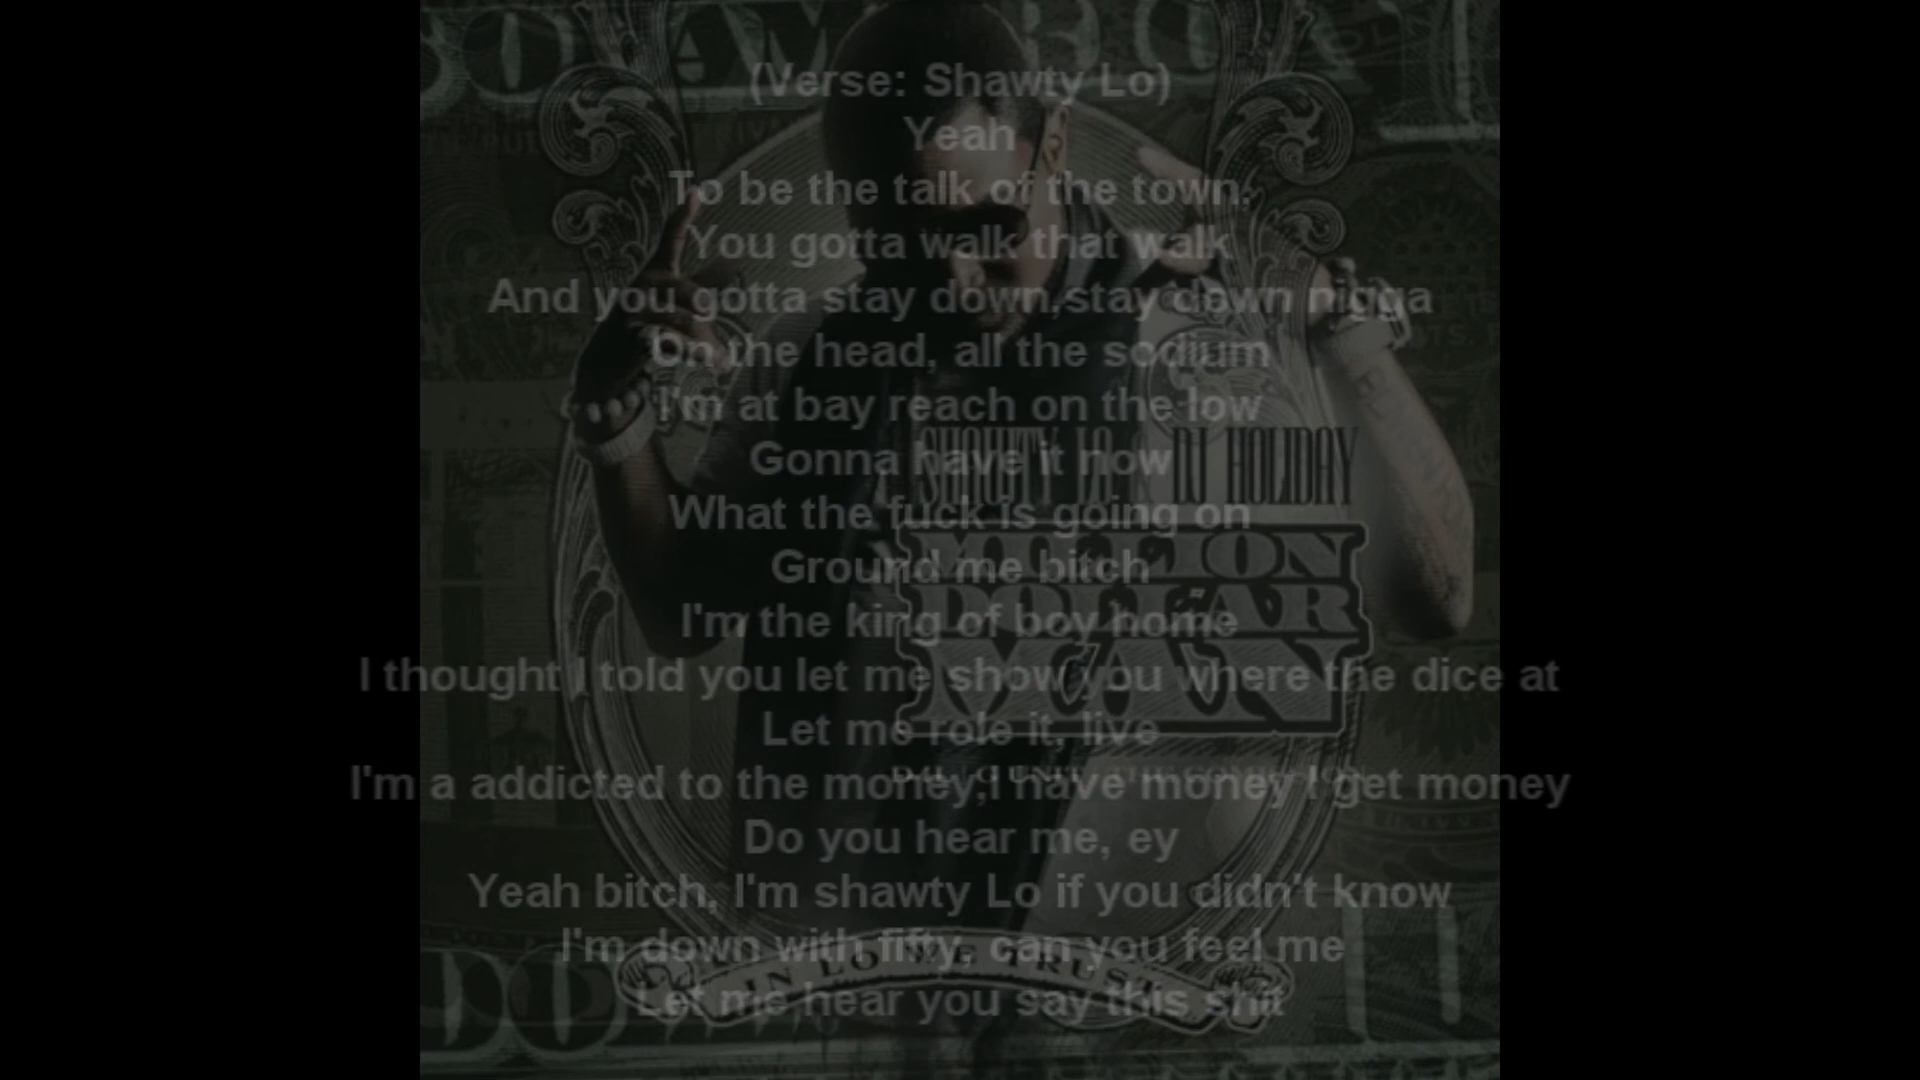 (Verse: Shawty Lo)
Yeah
To be the talk of the town,
You gotta walk that walk
And you gotta stay down,stay down nigga
On the head, all the sodium
I'm at bay reach on the low
Gonna have it now
What the fuck is going on
Ground me bitch
I'm the king of boy home
I thought I told you let me show you where the dice at
Let me role it, live
I'm a addicted to the money,I have money I get money
Do you hear me, ey
Yeah bitch, I'm shawty Lo if you didn't know
I'm down with fifty, can you feel me
Let me hear you say this shit
SHAWTY LO DJ HOLIDAY
MILLION
DOLLAR
MAN
IN LO WE TRUST